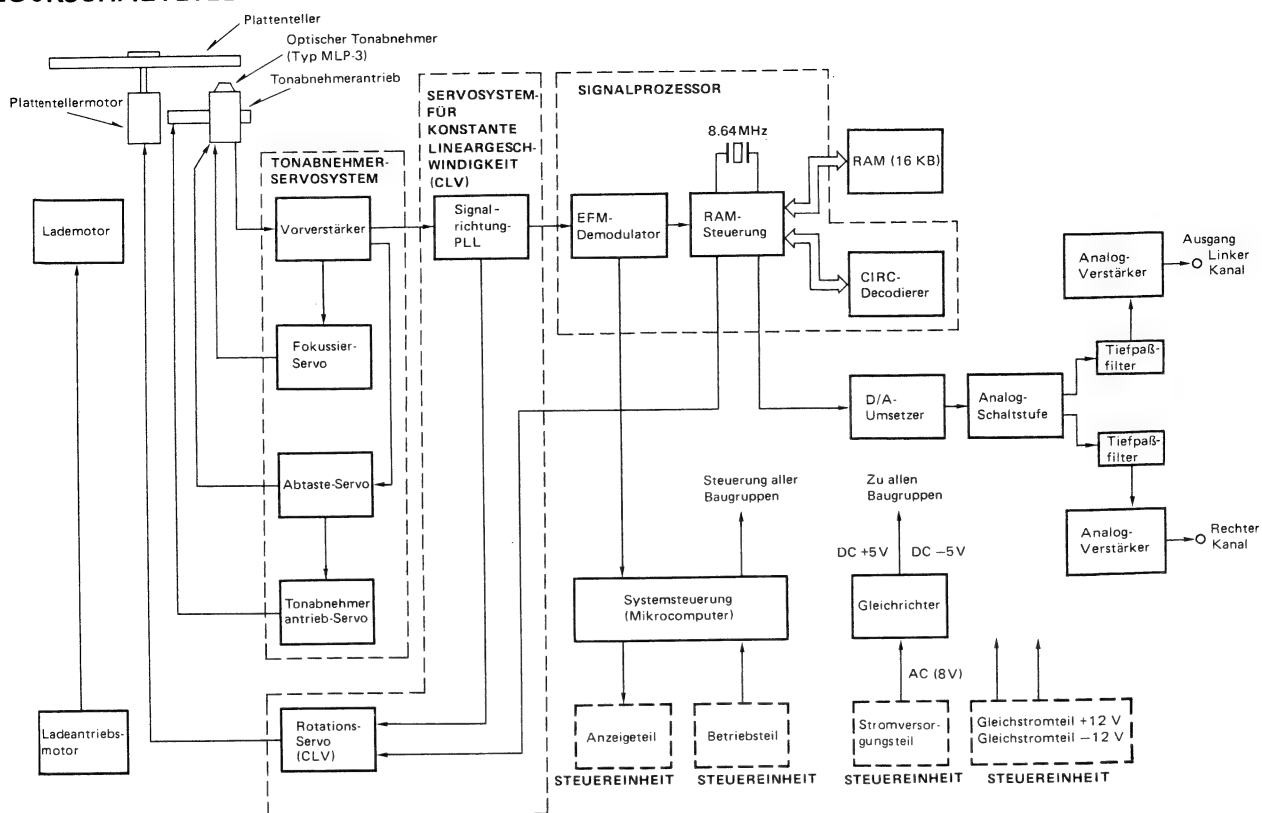 Plattenteller
Optischer Tonabnehmer
(Typ MLP-3)
Tonabnehmerantrieb
Plattentellermotor
SERVOSYSTEM-
FÜR
KONSTANTE
LINEARGESCH-
WINDIGKEIT
(CLV)
SIGNALPROZESSOR
8.64MHz
RAM (16 KB)
TONABNEHMER-
SERVOSYSTEM
Lademotor
Vorverstärker
Signal-
richtung-
PLL
EFM-
Demodulator
RAM-
Steuerung
CIRC-
Decodierer
Analog-
Verstärker
Ausgang
Linker
Kanal
Fokussier-
Servo
Tiefpaß-
filter
D/A-
Umsetzer
Analog-
Schaltstufe
Tiefpaß-
filter
Abtaste-Servo
Steuerung aller
Baugruppen
Zu allen
Baugruppen
Analog-
Verstärker
Rechter
Kanal
DC +5V
DC −5V
Tonabnehmer
antrieb-Servo
Systemsteuerung
(Mikrocomputer)
Gleichrichter
AC (8V)
Ladeantriebs-
motor
Rotations-
Servo
(CLV)
Anzeigeteil
Betriebsteil
Stromversor-
gungsteil
Gleichstromteil +12 V
Gleichstromteil −12 V
STEUEREINHEIT
STEUEREINHEIT
STEUEREINHEIT
STEUEREINHEIT